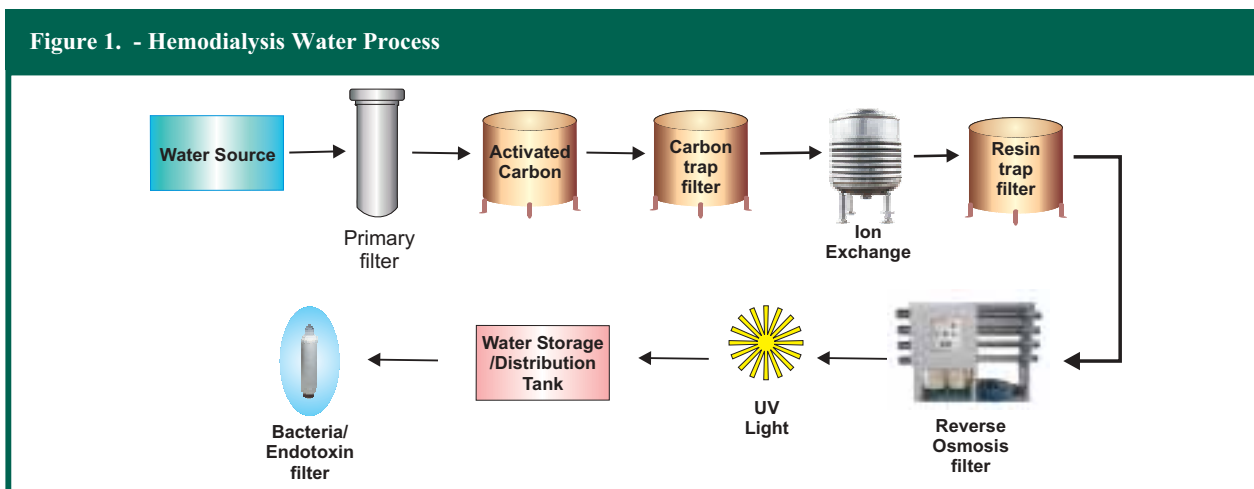 Figure 1. - Hemodialysis Water Process
Water Source
Primary
filter
Activated
Carbon
Carbon
trap
filter
Ion
Exchange
Resin
trap
filter
Reverse
Osmosis
filter
UV
Light
Water Storage
/Distribution
Tank
Bacteria/
Endotoxin
filter